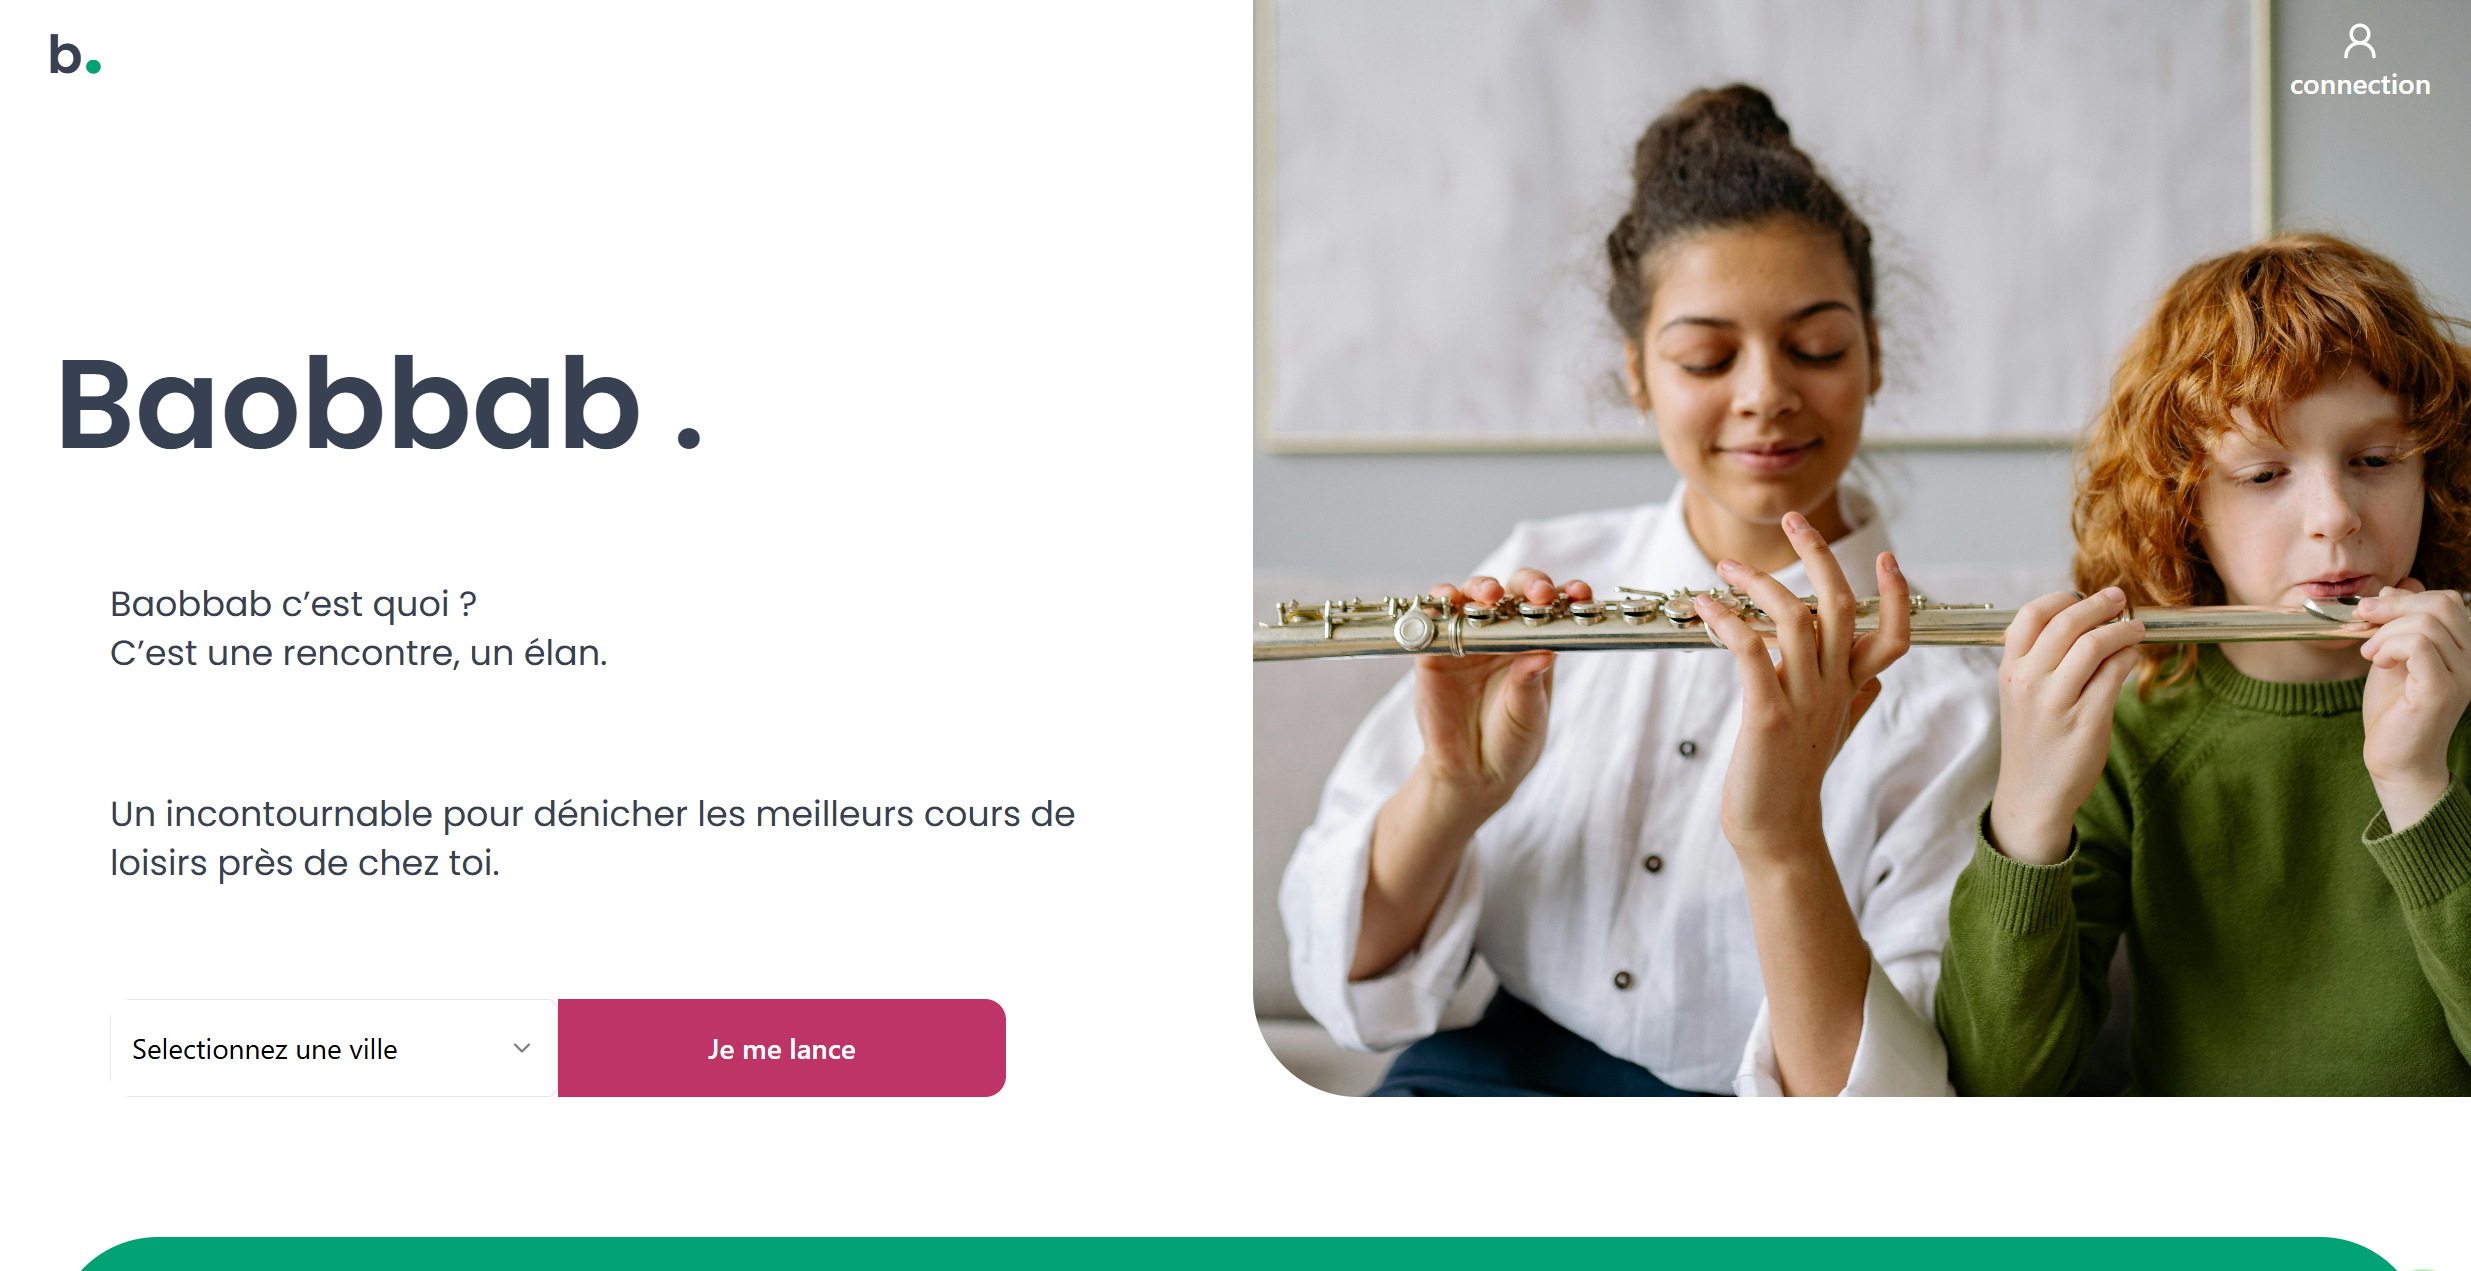 b.
connection
Baobbab .
Baobbab c’est quoi ?
C’est une rencontre, un élan.
Un incontournable pour dénicher les meilleurs cours de
loisirs près de chez toi.
Selectionnez une ville
Je me lance